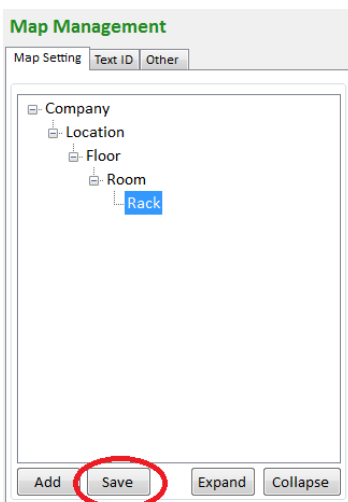 Map Management
Map Setting Text ID Other
Company
Location
Floor
Room
Rack
Add Save Expand Collapse